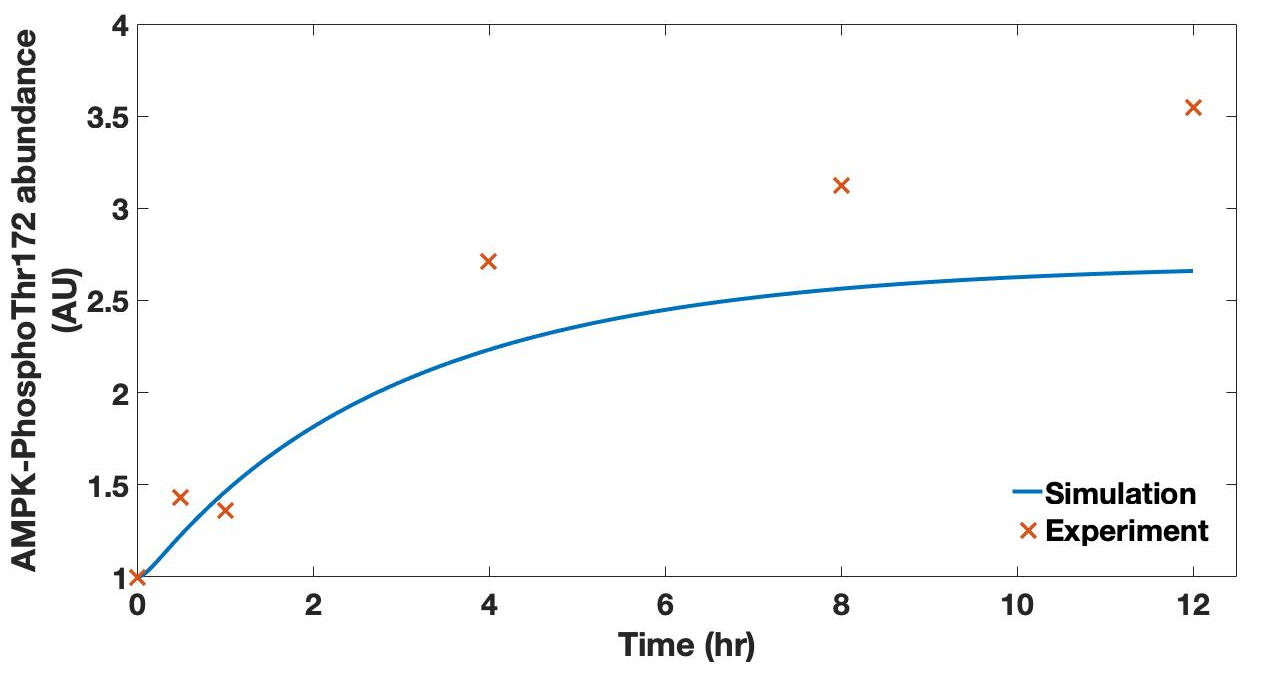 AMPK-PhosphoThr172 abundance
(AU)
4
3.5
3
2.5
2
1.5
1
0 2 4 6 8 10 12
Time (hr)
Simulation
Experiment